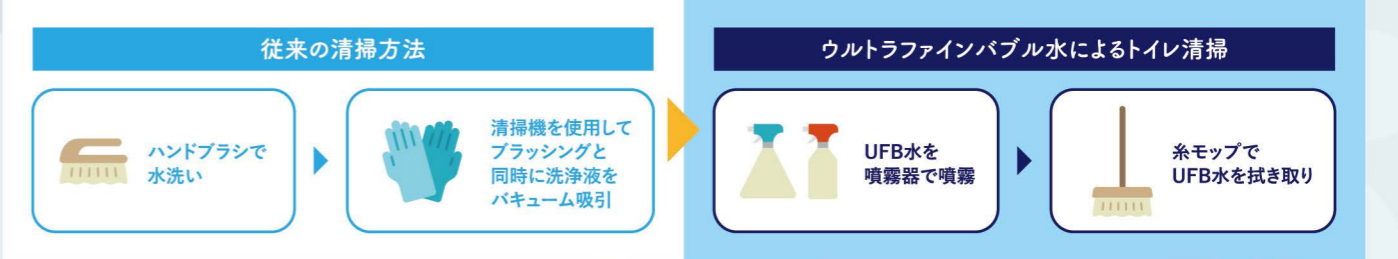 従来の清掃方法
ハンドブラシで
水洗い
清掃機を使用して
ブラッシングと
同時に洗浄液を
バキューム吸引
ウルトラファインバブル水によるトイレ清掃
UFB水を
噴霧器で噴霧
糸モップで
UFB水を拭き取り